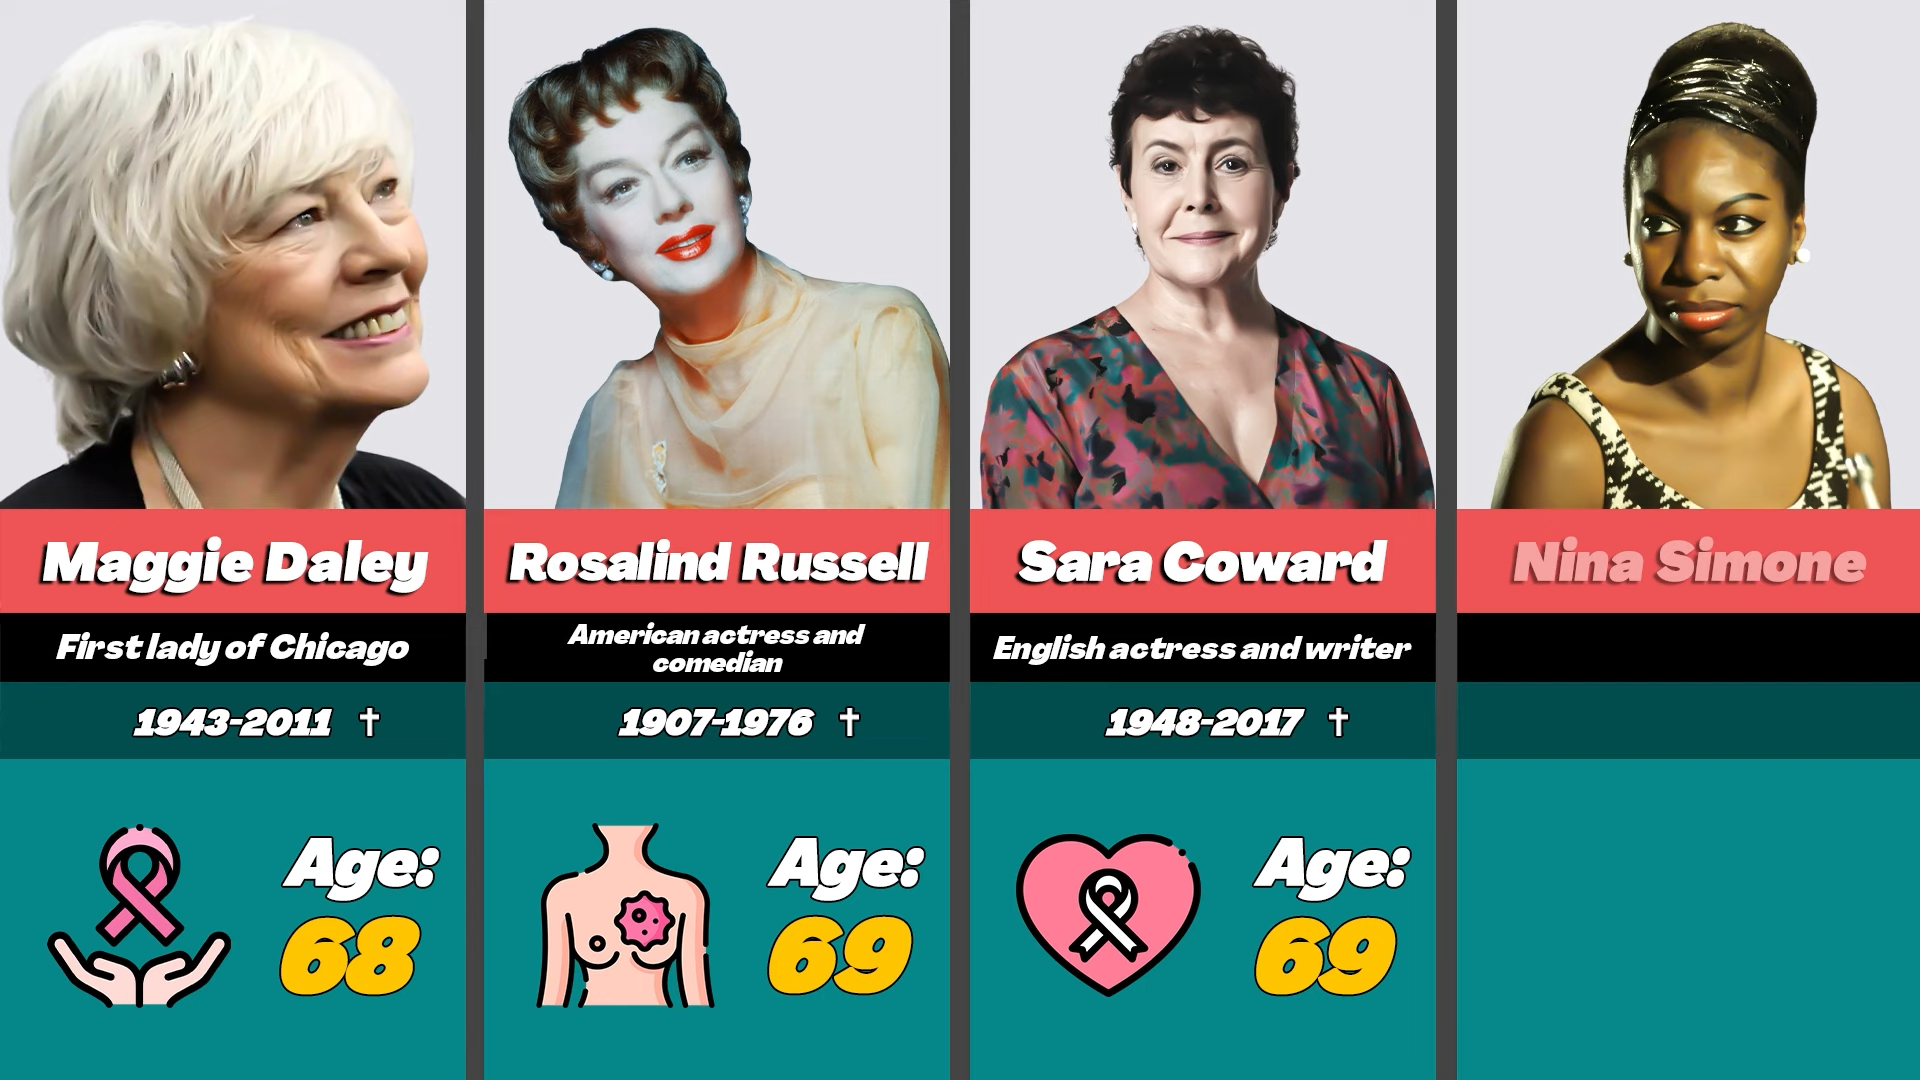 Maggie Daley
First lady of Chicago
1943-2011 †
Age:
68
Rosalind Russell
American actress and
comedian
1907-1976 †
Age:
69
Sara Coward
English actress and writer
1948-2017 †
Age:
69
Nina Simone